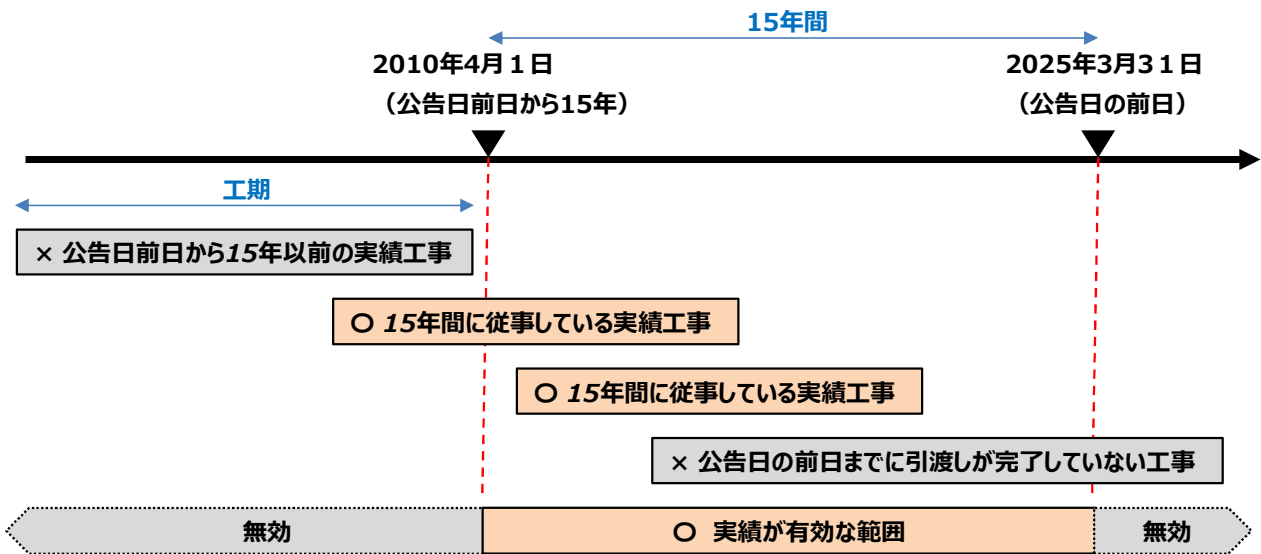 15年間
2010年4月１日
（公告日前日から15年）
2025年3月3１日
（公告日の前日）
工期
× 公告日前日から15年以前の実績工事
〇 15年間に従事している実績工事
〇 15年間に従事している実績工事
× 公告日の前日までに引渡しが完了していない工事
無効
〇 実績が有効な範囲
無効